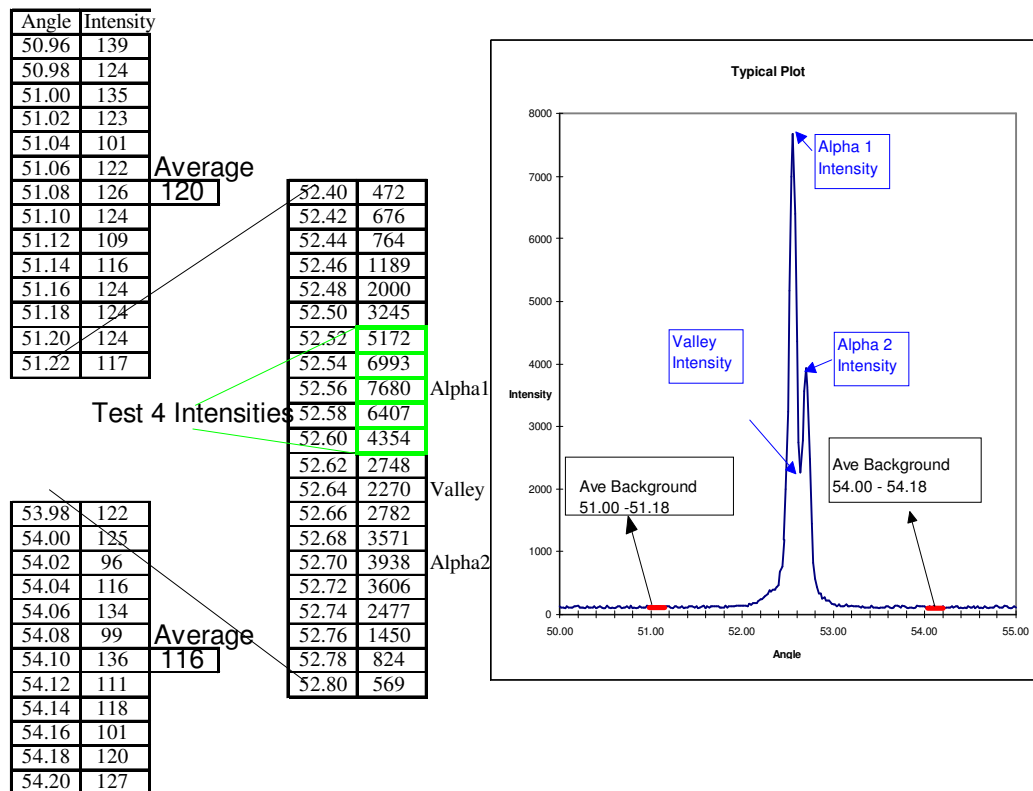 Angle Intensity
50.96 139
50.98 124
51.00 135
51.02 123
51.04 101
51.06 122
51.08 126
51.10 124
51.12 109
51.14 116
51.16 124
51.18 124
51.20 124
51.22 117
Average
120
52.40 472
52.42 676
52.44 764
52.46 1189
52.48 2000
52.50 3245
52.52 5172
52.54 6993
52.56 7680 Alpha1
52.58 6407
52.60 4354
52.62 2748
52.64 2270 Valley
52.66 2782
52.68 3571
52.70 3938 Alpha2
52.72 3606
52.74 2477
52.76 1450
52.78 824
52.80 569
Test 4 Intensities
53.98 122
54.00 125
54.02 96
54.04 116
54.06 134
54.08 99
54.10 136
54.12 111
54.14 118
54.16 101
54.18 120
54.20 127
Average
116
Typical Plot
8000
7000
6000
5000
4000
3000
2000
1000
0
Intensity
Alpha 1
Intensity
Valley
Intensity
Alpha 2
Intensity
Ave Background
51.00 -51.18
Ave Background
54.00 - 54.18
50.00 51.00 52.00 53.00 54.00 55.00
Angle